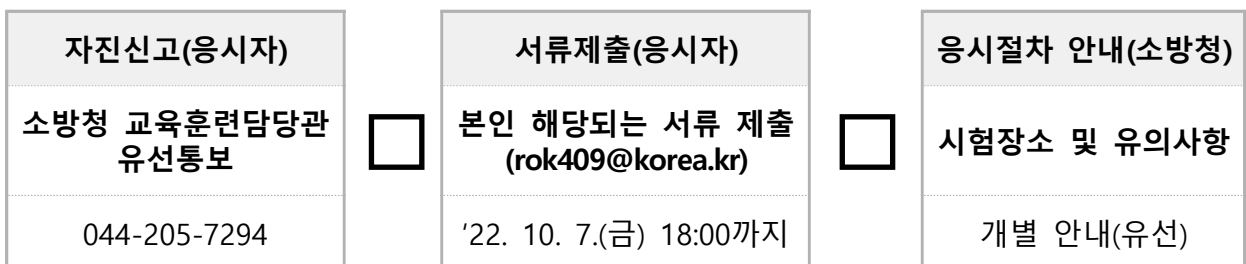 자진신고(응시자)
소방청 교육훈련담당관
유선통보
044-205-7294
서류제출(응시자)
본인 해당되는 서류 제출
(rok409@korea.kr)
'22. 10. 7.(금) 18:00까지
응시절차 안내(소방청)
시험장소 및 유의사항
개별 안내(유선)